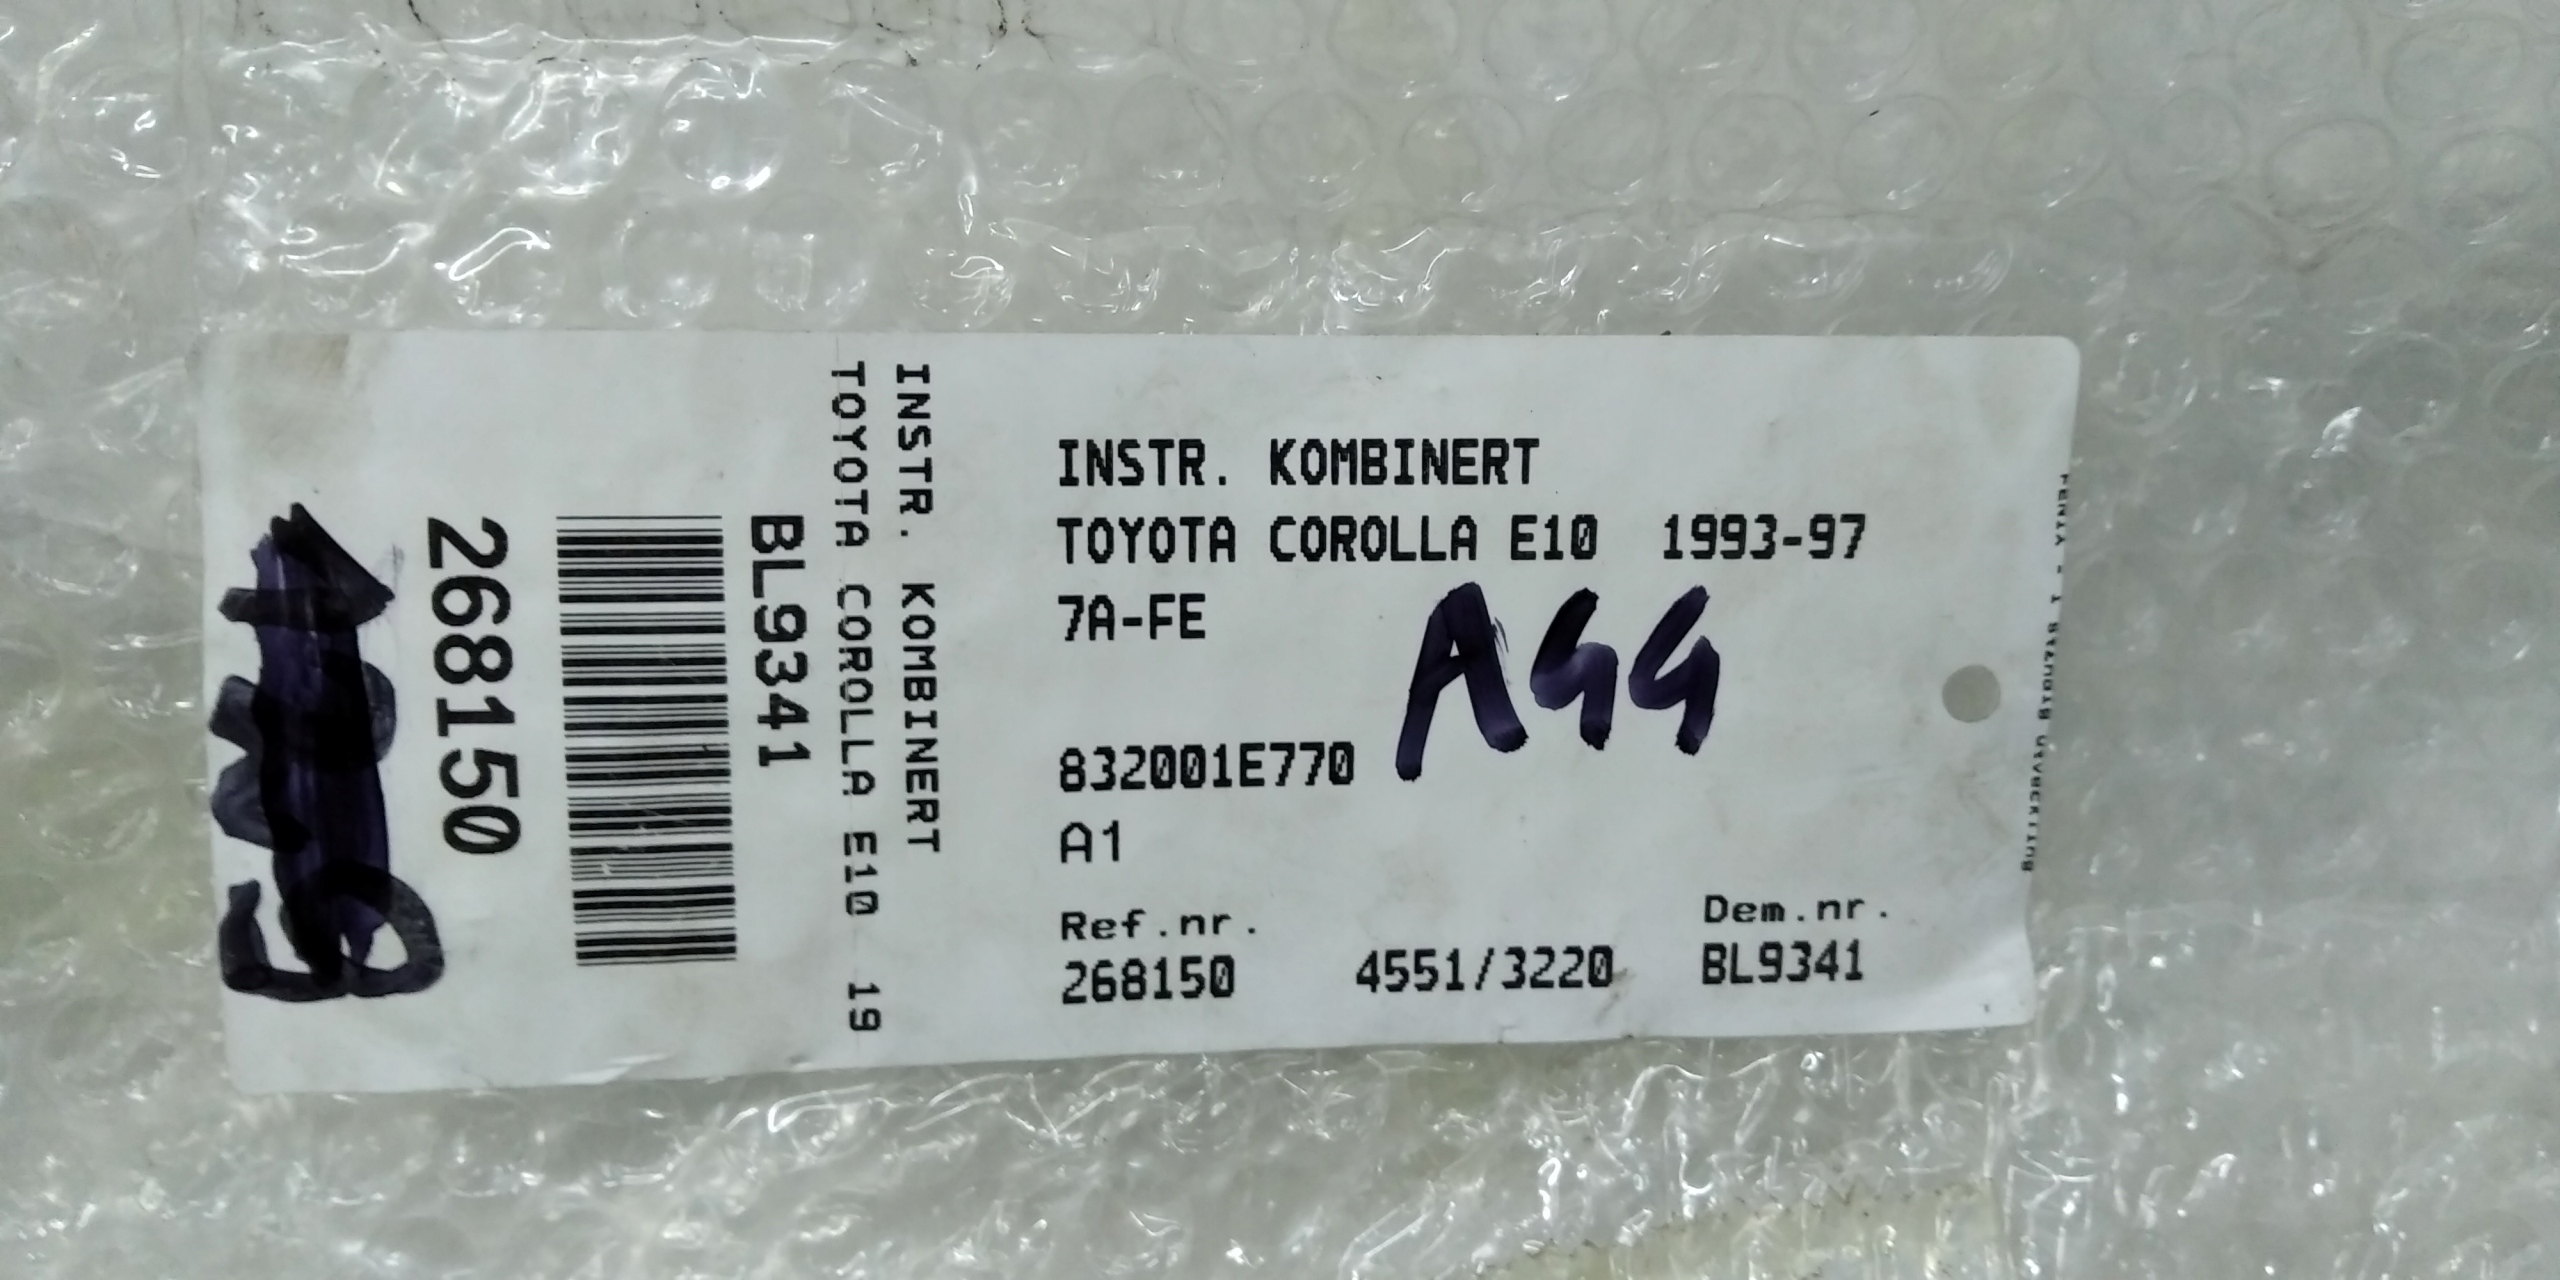 INSTR. KOMBINERT
TOYOTA COROLLA E10 1993-97
7A-FE
832001E770
A1
Ref.nr.
268150
4551/3220
Dem.nr.
BL9341
INSTR. KOMBINERT
TOYOTA COROLLA E10 19
BL9341
268150